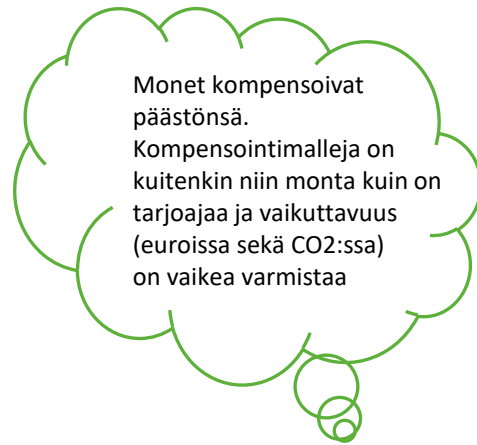 Monet kompensoivat
päästönsä.
Kompensointimalleja on
kuitenkin niin monta kuin on
tarjoajaa ja vaikuttavuus
(euroissa sekä CO2:ssa)
on vaikea varmistaa